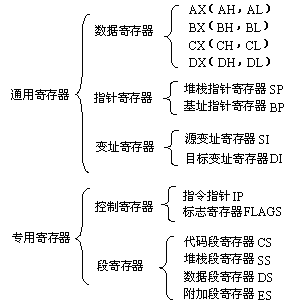 通用寄存器
数据寄存器
AX(AH,AL)
BX(BH,BL)
CX(CH,CL)
DX(DH,DL)
指针寄存器
堆栈指针寄存器SP
基址指针寄存器BP
变址寄存器
源变址寄存器SI
目标变址寄存器DI
专用寄存器
控制寄存器
指令指针IP
标志寄存器FLAGS
段寄存器
代码段寄存器CS
堆栈段寄存器SS
数据段寄存器DS
附加段寄存器ES